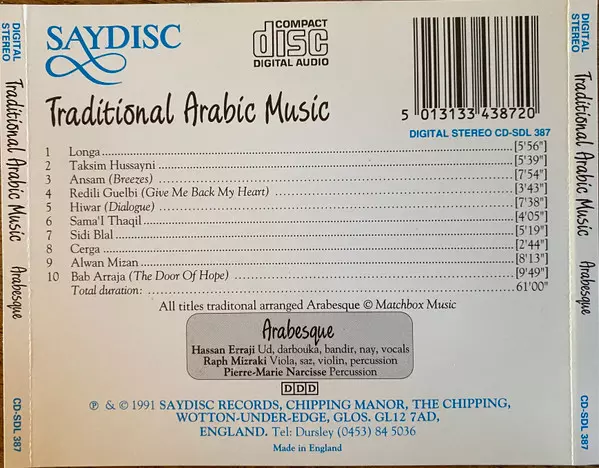 DIGITAL
STEREO
Traditional Arabic Music
Arabesque
CD-SDL 387
SAYDISC
COMPACT
disc
DIGITAL AUDIO
5 013133 438720
DIGITAL STEREO CD-SDL 387
Traditional Arabic Music
1 Longa [5'56"]
2 Taksim Hussayni [5'39"]
3 Ansam (Breezes) [7'54"]
4 Redili Guelbi (Give Me Back My Heart) [3'43"]
5 Hiwar (Dialogue) [7'38"]
6 Sama'l Thaqil [4'05"]
7 Sidi Blal [5'19"]
8 Cerga [2'44"]
9 Alwan Mizan [8'13"]
10 Bab Arraja (The Door Of Hope) [9'49"]
Total duration: 61'00"
All titles traditonal arranged Arabesque © Matchbox Music
Arabesque
Hassan Erraji Ud, darbouka, bandir, nay, vocals
Raph Mizraki Viola, saz, violin, percussion
Pierre-Marie Narcisse Percussion
DDD
℗ & © 1991 SAYDISC RECORDS, CHIPPING MANOR, THE CHIPPING,
WOTTON-UNDER-EDGE, GLOS. GL12 7AD,
ENGLAND. Tel: Dursley (0453) 84 5036
Made in England
DIGITAL
STEREO
Traditional Arabic Music
Arabesque
CD-SDL 387